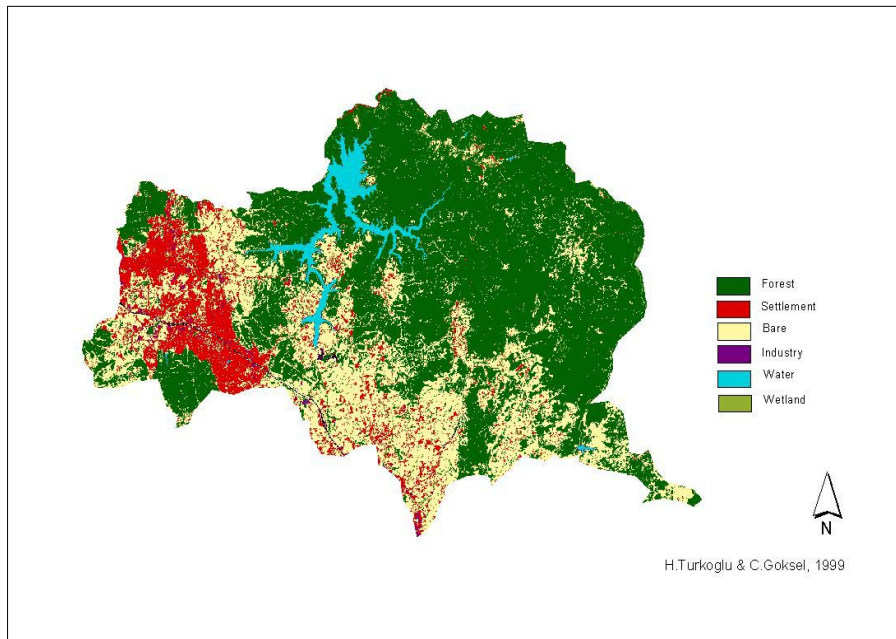 Forest
Settlement
Bare
Industry
Water
Wetland
N
H.Turkoglu & C.Goksel, 1999